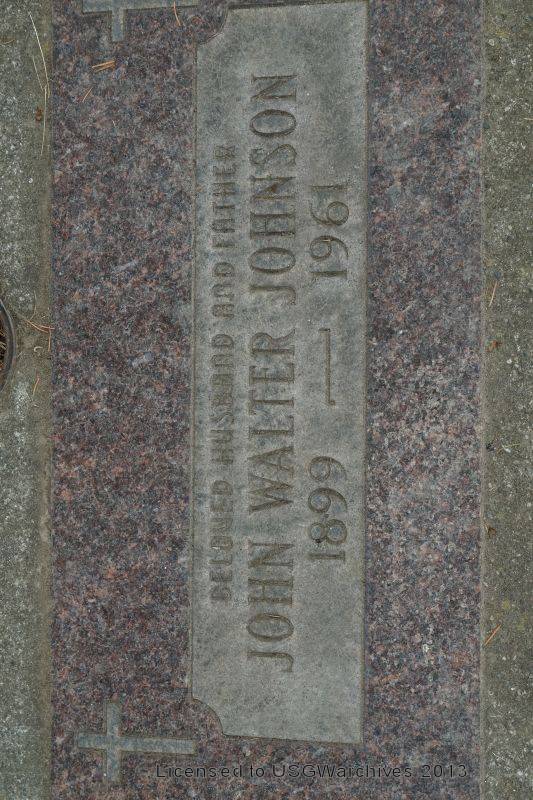 BELOVED HUSBAND AND FATHER
JOHN WALTER JOHNSON
1899 — 1961
Licensed to USGWarchives 2013